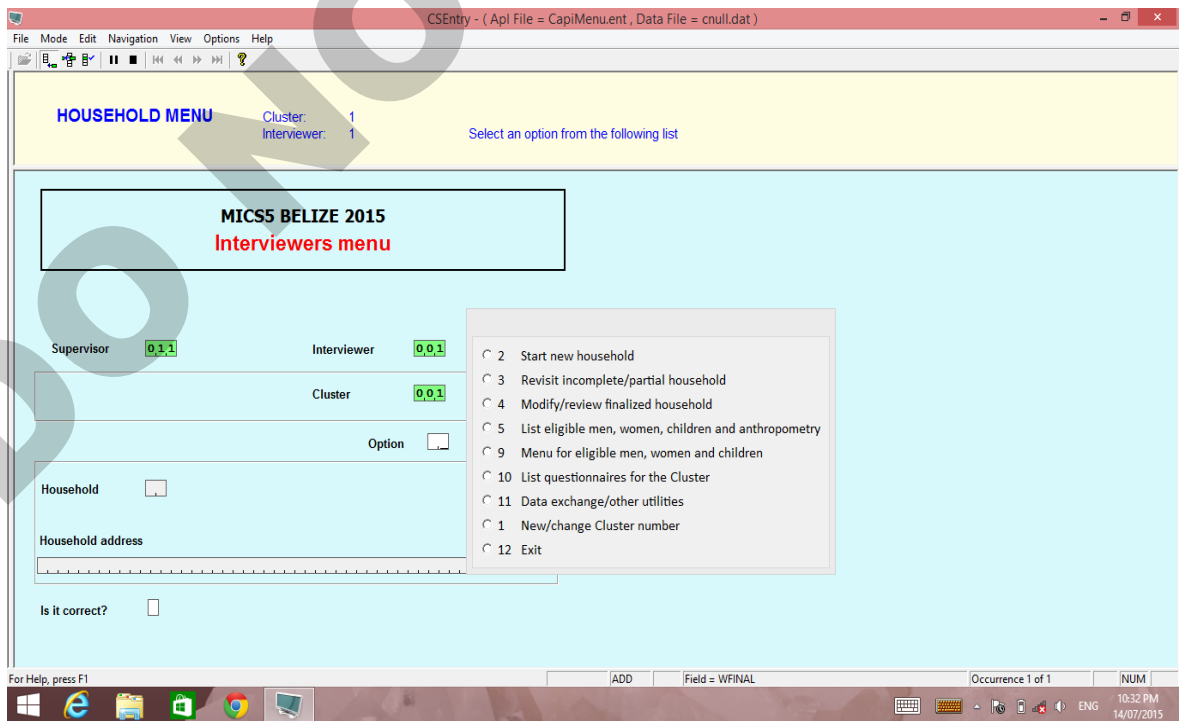 CSEntry - ( Apl File = CapiMenu.ent , Data File = cnull.dat )
File Mode Edit Navigation View Options Help
HOUSEHOLD MENU
Cluster: 1
Interviewer: 1
Select an option from the following list
MICS5 BELIZE 2015
Interviewers menu
Supervisor 011 Interviewer 001
Cluster 001
Option
Household
Household address
Is it correct?
2 Start new household
3 Revisit incomplete/partial household
4 Modify/review finalized household
5 List eligible men, women, children and anthropometry
9 Menu for eligible men, women and children
10 List questionnaires for the Cluster
11 Data exchange/other utilities
1 New/change Cluster number
12 Exit
For Help, press F1
ADD
Field = WFINAL
Occurrence 1 of 1
NUM
ENG
10:32 PM
14/07/2015
DO NO